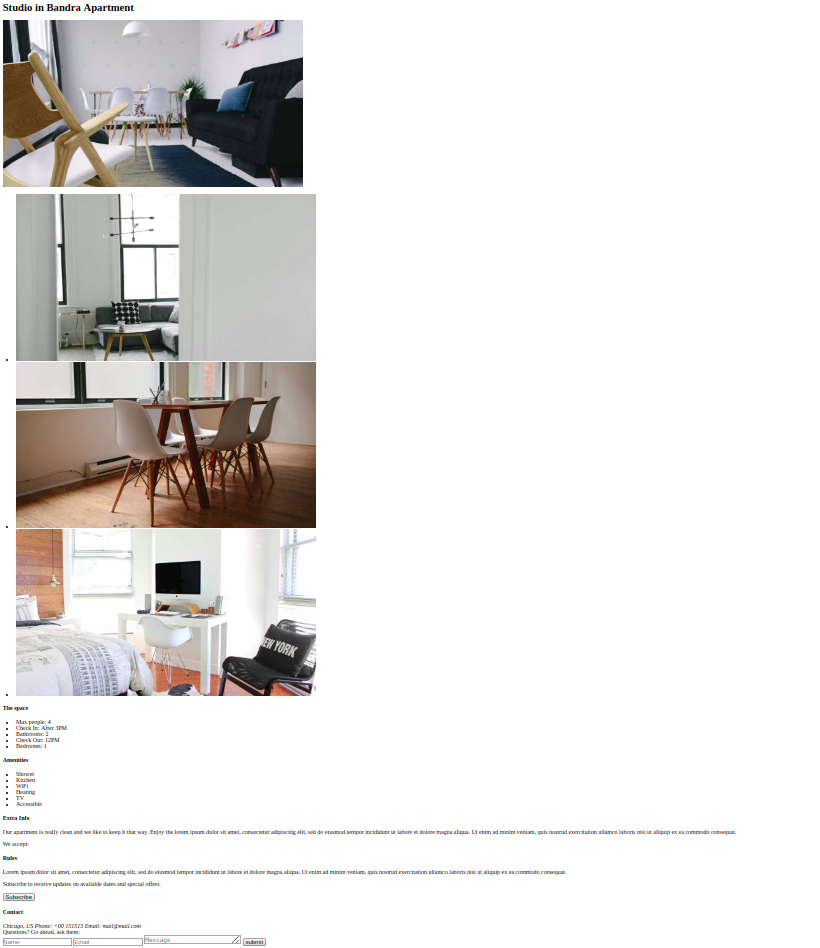 Studio in Bandra Apartment
NEW YORK
The space
Max people: 4
Check In: After 3PM
Bathrooms: 2
Check Out: 12PM
Bedrooms: 1
Amenities
Shower
Kitchen
WiFi
Heating
TV
Accessible
Extra Info
Our apartment is really clean and we like to keep it that way. Enjoy the lorem ipsum dolor sit amet, consectetur adipiscing elit, sed do eiusmod tempor incididunt ut labore et dolore magna aliqua. Ut enim ad minim veniam, quis nostrud exercitation ullamco laboris nisi ut aliquip ex ea commodo consequat.
We accept:
Rules
Lorem ipsum dolor sit amet, consectetur adipiscing elit, sed do eiusmod tempor incididunt ut labore et dolore magna aliqua. Ut enim ad minim veniam, quis nostrud exercitation ullamco laboris nisi ut aliquip ex ea commodo consequat.
Subscribe to receive updates on available dates and special offers.
Subscribe
Contact
Chicago, US Phone: +00 151515 Email: mail@mail.com
Questions? Go ahead, ask them:
Name Email Message submit